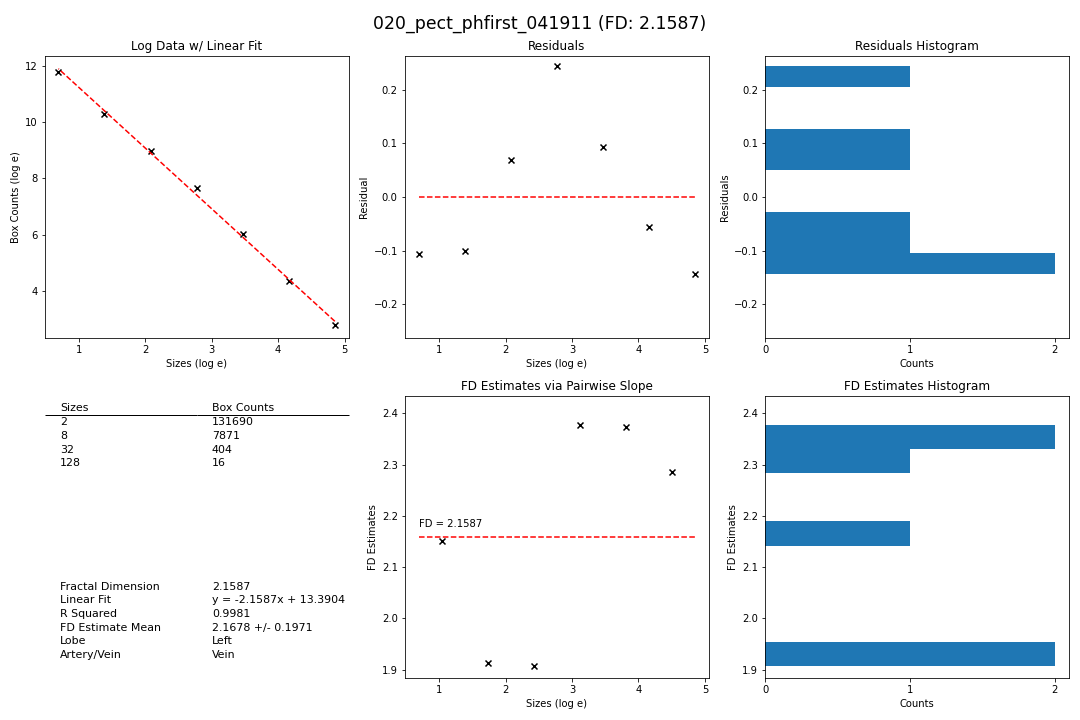 020_pect_phfirst_041911 (FD: 2.1587)
Log Data w/ Linear Fit
12
10
8
6
4
Box Counts (log e)
1 2 3 4 5
Sizes (log e)
Residuals
0.2
0.1
0.0
−0.1
−0.2
Residual
1 2 3 4 5
Sizes (log e)
Residuals Histogram
0.2
0.1
0.0
−0.1
−0.2
Residuals
0 1 2
Counts
Sizes Box Counts
2 131690
8 7871
32 404
128 16
Fractal Dimension 2.1587
Linear Fit y = -2.1587x + 13.3904
R Squared 0.9981
FD Estimate Mean 2.1678 +/- 0.1971
Lobe Left
Artery/Vein Vein
FD Estimates via Pairwise Slope
2.4
2.3
2.2
2.1
2.0
1.9
FD Estimates
FD = 2.1587
1 2 3 4 5
Sizes (log e)
FD Estimates Histogram
2.4
2.3
2.2
2.1
2.0
1.9
FD Estimates
0 1 2
Counts